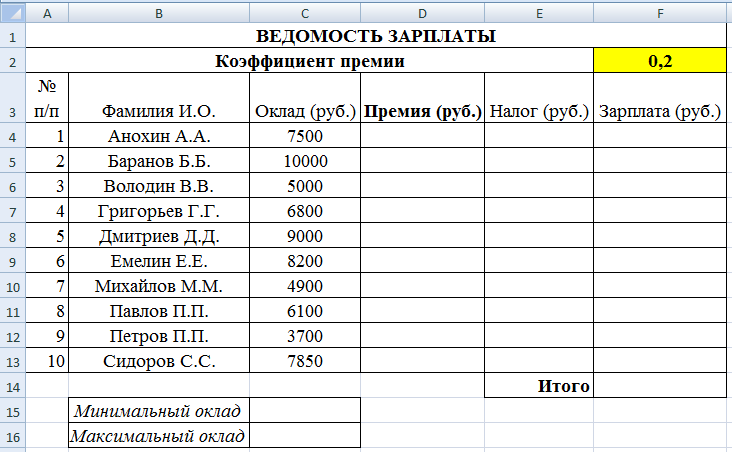 A B C D E F
1 ВЕДОМОСТЬ ЗАРПЛАТЫ
2 Коэффициент премии 0,2
№
3 п/п Фамилия И.О. Оклад (руб.) Премия (руб.) Налог (руб.) Зарплата (руб.)
4 1 Анохин А.А. 7500
5 2 Баранов Б.Б. 10000
6 3 Володин В.В. 5000
7 4 Григорьев Г.Г. 6800
8 5 Дмитриев Д.Д. 9000
9 6 Емелин Е.Е. 8200
10 7 Михайлов М.М. 4900
11 8 Павлов П.П. 6100
12 9 Петров П.П. 3700
13 10 Сидоров С.С. 7850
14 Итого
15 Минимальный оклад
16 Максимальный оклад